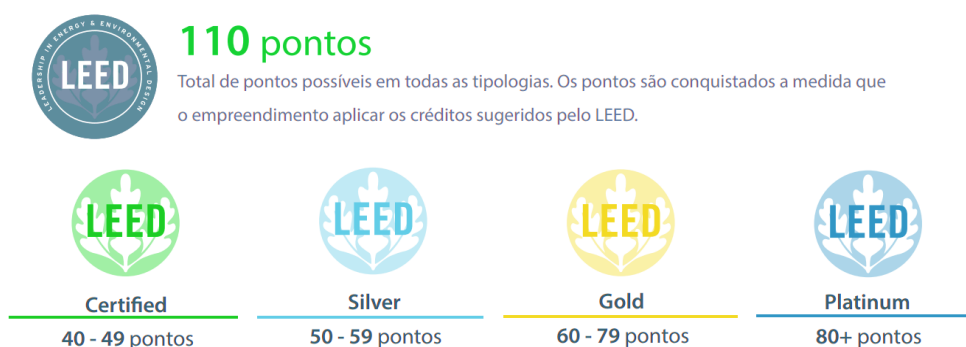 LEADERSHIP IN ENERGY & ENVIRONMENTAL DESIGN
LEED
110 pontos
Total de pontos possíveis em todas as tipologias. Os pontos são conquistados a medida que
o empreendimento aplicar os créditos sugeridos pelo LEED.
LEED
LEED
LEED
LEED
Certified
Silver
Gold
Platinum
40 - 49 pontos
50 - 59 pontos
60 - 79 pontos
80+ pontos